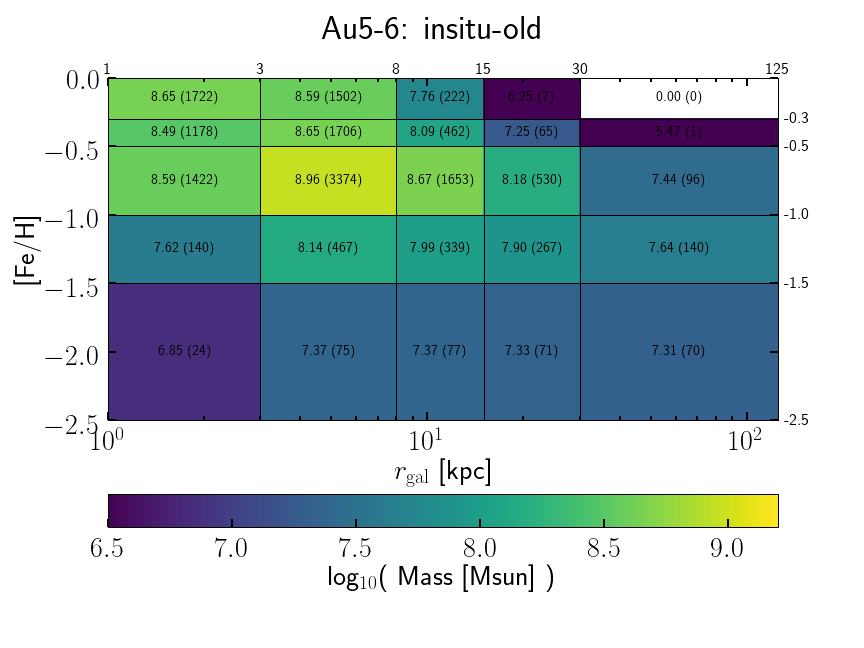 Au5-6: insitu-old
1 3 8 15 30 125
0.0 8.65 (1722) 8.59 (1502) 7.76 (222) 6.25 (7) 0.00 (0)
-0.3
8.49 (1178) 8.65 (1706) 8.09 (462) 7.25 (65) 5.47 (1)
−0.5 -0.5
8.59 (1422) 8.96 (3374) 8.67 (1653) 8.18 (530) 7.44 (96)
−1.0 -1.0
7.62 (140) 8.14 (467) 7.99 (339) 7.90 (267) 7.64 (140)
−1.5 -1.5
−2.0 6.85 (24) 7.37 (75) 7.37 (77) 7.33 (71) 7.31 (70)
−2.5 -2.5
[Fe/H]
10⁰ 10¹ 10²
r_gal [kpc]
6.5 7.0 7.5 8.0 8.5 9.0
log₁₀( Mass [Msun] )